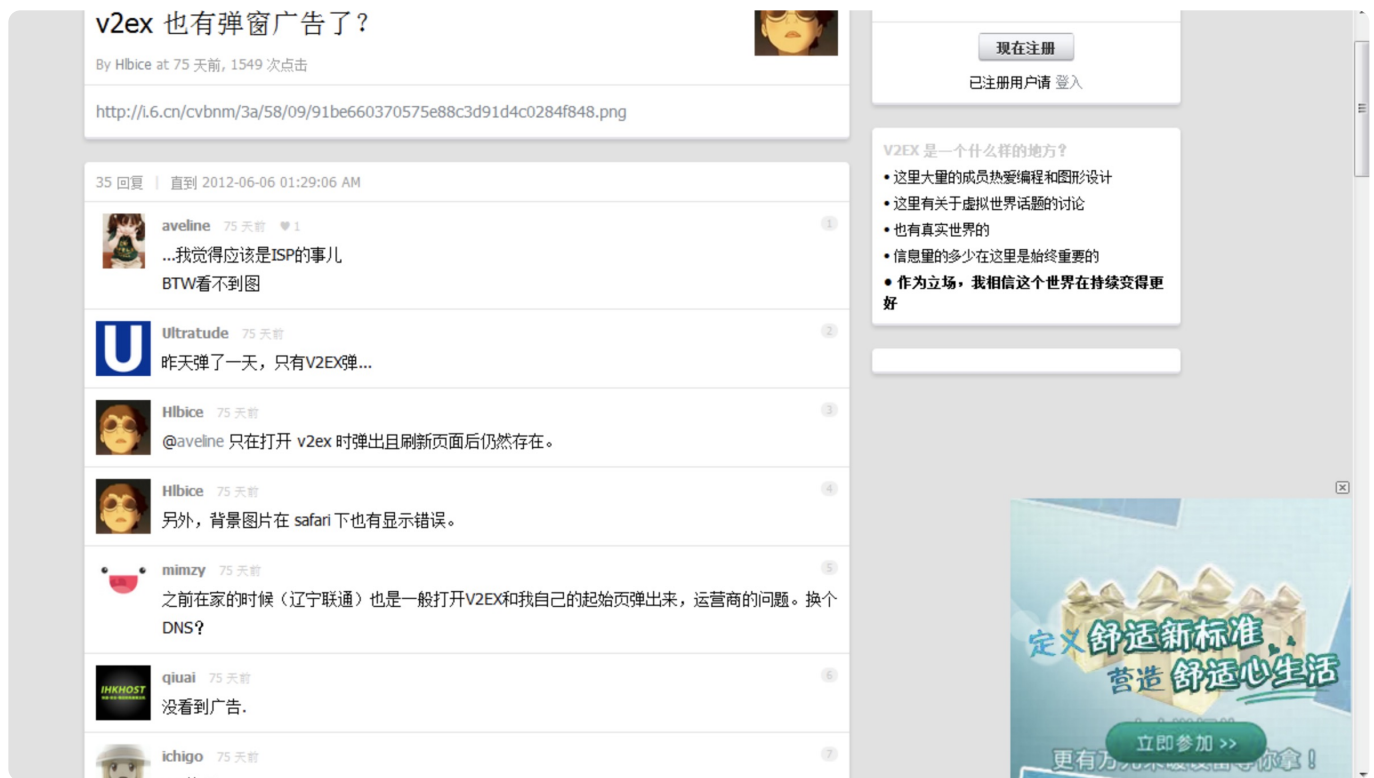 v2ex 也有弹窗广告了？
By Hlbice at 75 天前, 1549 次点击
http://i.6.cn/cvbnm/3a/58/09/91be660370575e88c3d91d4c0284f848.png
35 回复 | 直到 2012-06-06 01:29:06 AM
aveline 75 天前 ♥ 1
1
...我觉得应该是ISP的事儿
BTW看不到图
U
Ultratude 75 天前
2
昨天弹了一天，只有V2EX弹...
Hlbice 75 天前
3
@aveline 只在打开 v2ex 时弹出且刷新页面后仍然存在。
Hlbice 75 天前
4
另外，背景图片在 safari 下也有显示错误。
mimzy 75 天前
5
之前在家的时候（辽宁联通）也是一般打开V2EX和我自己的起始页弹出来，运营商的问题。换个
DNS？
IHKHOST
qiuai 75 天前
6
没看到广告.
ichigo 75 天前
7
现在注册
已注册用户请 登入
V2EX 是一个什么样的地方？
• 这里大量的成员热爱编程和图形设计
• 这里有关于虚拟世界话题的讨论
• 也有真实世界的
• 信息量的多少在这里是始终重要的
• 作为立场，我相信这个世界在持续变得更
好
定义舒适新标准
营造舒适心生活
立即参加 >>
更有万
你拿！